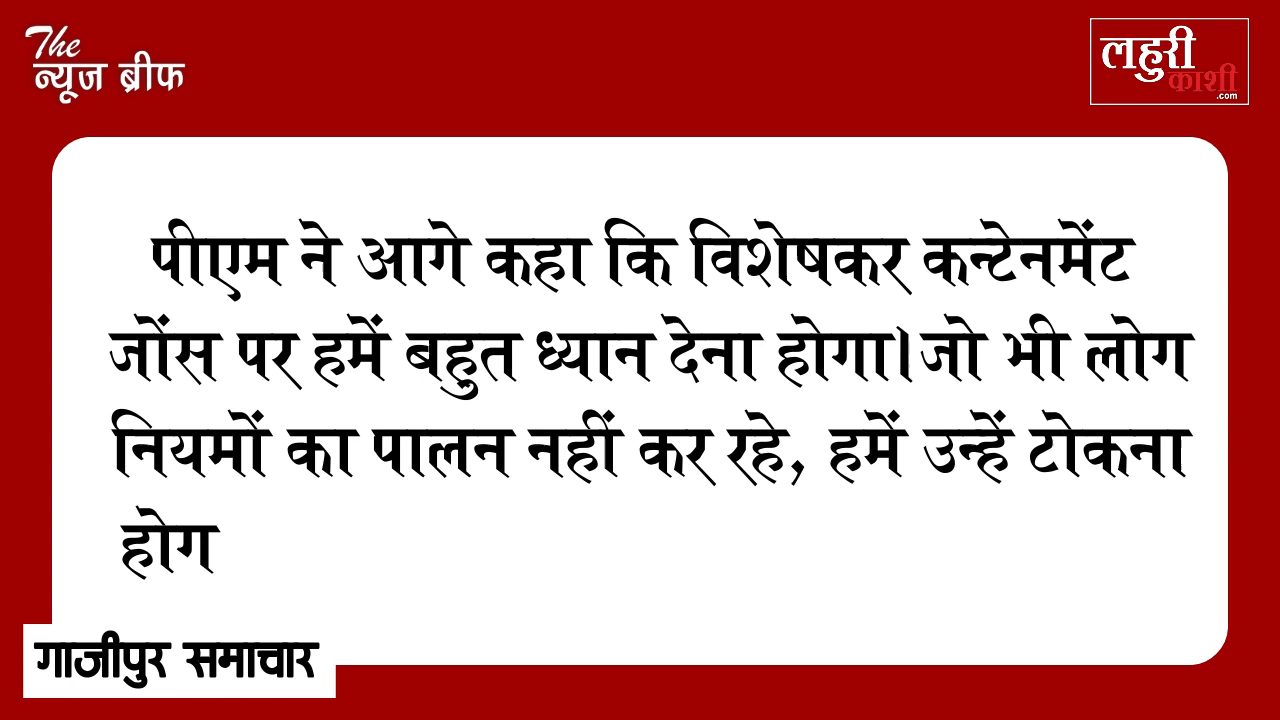 The
न्यूज ब्रीफ
लहुरी
काशी
.com
पीएम ने आगे कहा कि विशेषकर कन्टेनमेंट
जोंस पर हमें बहुत ध्यान देना होगा।जो भी लोग
नियमों का पालन नहीं कर रहे, हमें उन्हें टोकना
होग
गाजीपुर समाचार